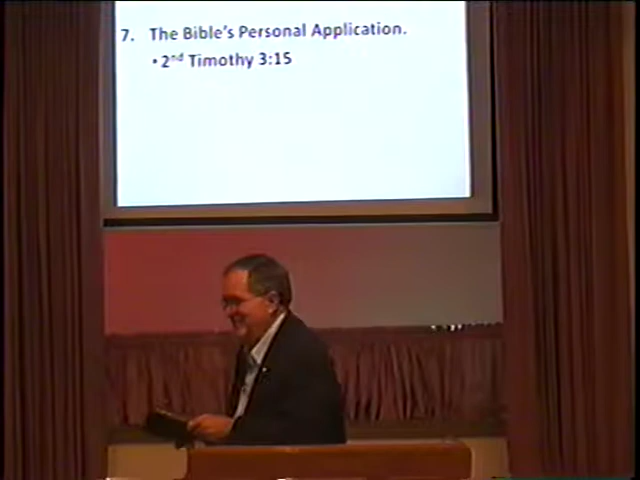 7. The Bible's Personal Application.
• 2nd Timothy 3:15